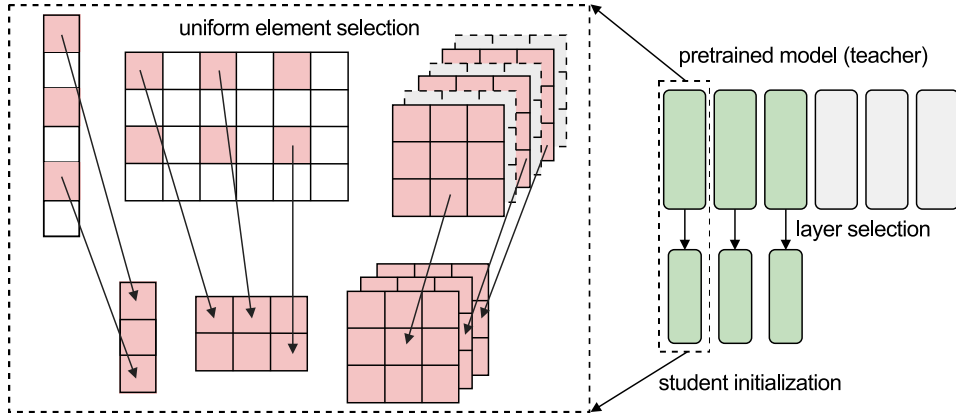 uniform element selection
pretrained model (teacher)
layer selection
student initialization